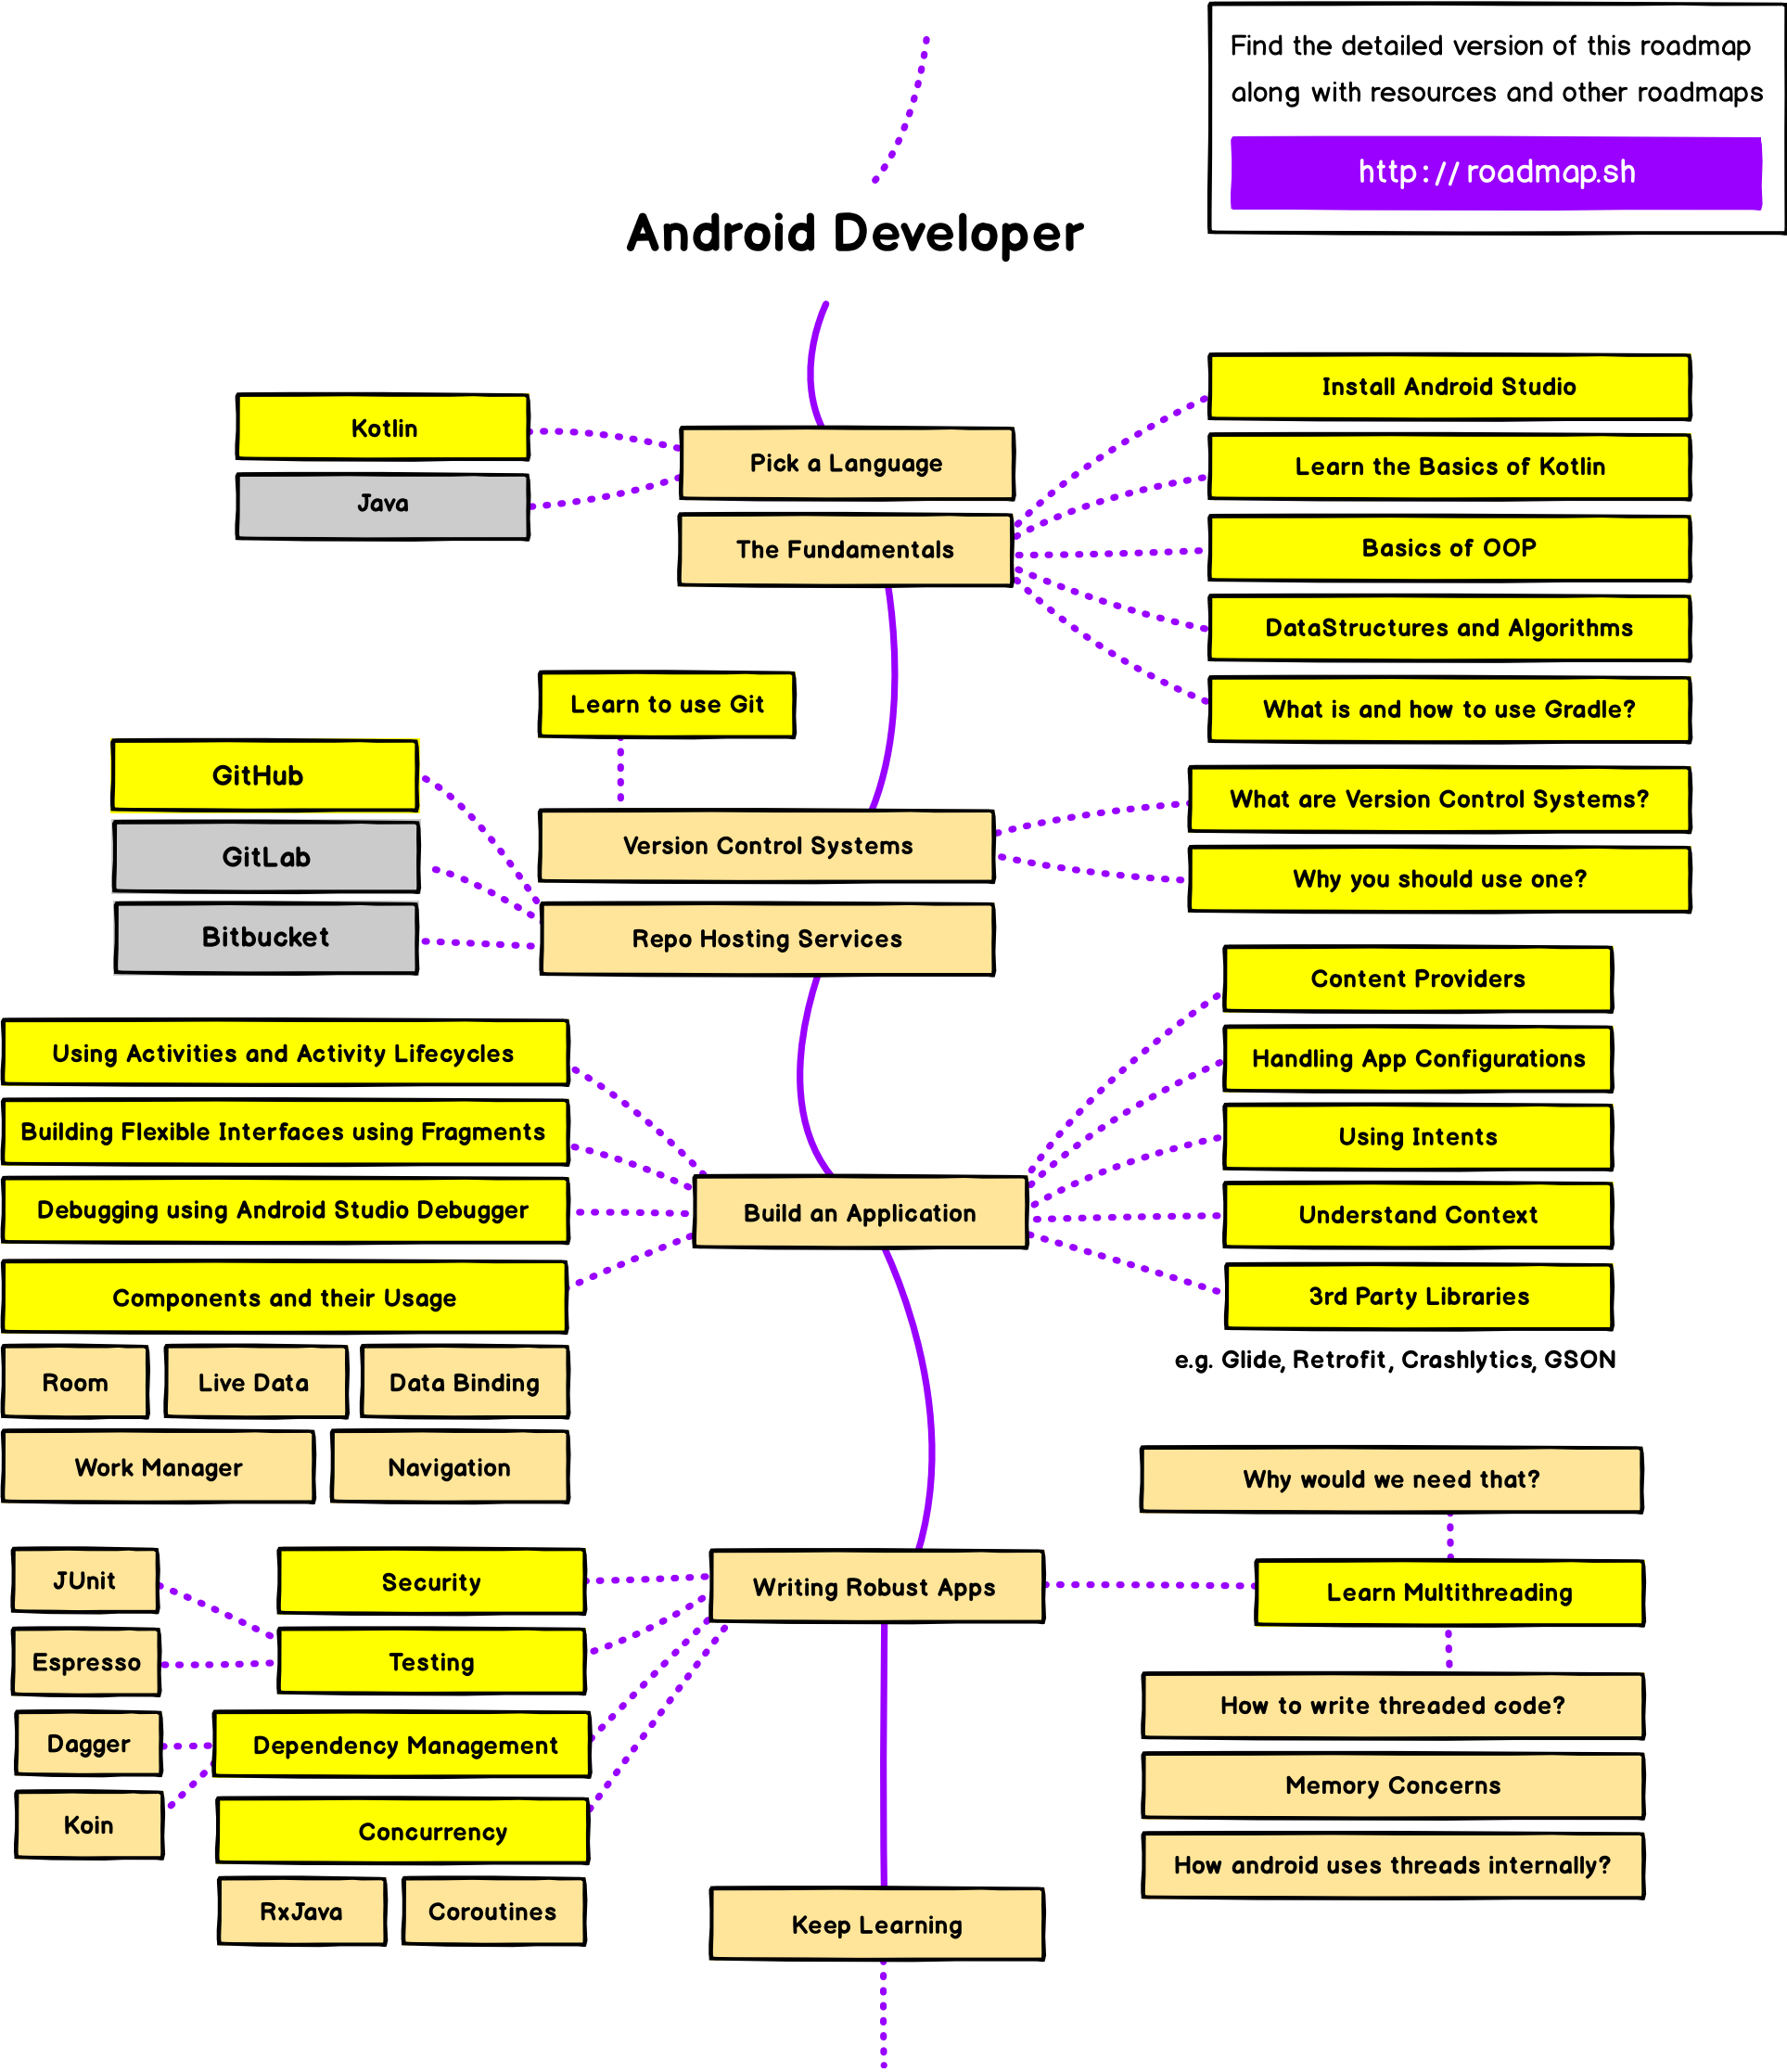 Find the detailed version of this roadmap
along with resources and other roadmaps
http://roadmap.sh
Android Developer
Kotlin
Java
Pick a Language
The Fundamentals
Install Android Studio
Learn the Basics of Kotlin
Basics of OOP
DataStructures and Algorithms
What is and how to use Gradle?
Learn to use Git
GitHub
GitLab
Bitbucket
Version Control Systems
Repo Hosting Services
What are Version Control Systems?
Why you should use one?
Using Activities and Activity Lifecycles
Building Flexible Interfaces using Fragments
Debugging using Android Studio Debugger
Components and their Usage
Room
Live Data
Data Binding
Work Manager
Navigation
Build an Application
Content Providers
Handling App Configurations
Using Intents
Understand Context
3rd Party Libraries
e.g. Glide, Retrofit, Crashlytics, GSON
JUnit
Espresso
Dagger
Koin
Security
Testing
Dependency Management
Concurrency
RxJava
Coroutines
Writing Robust Apps
Why would we need that?
Learn Multithreading
How to write threaded code?
Memory Concerns
How android uses threads internally?
Keep Learning